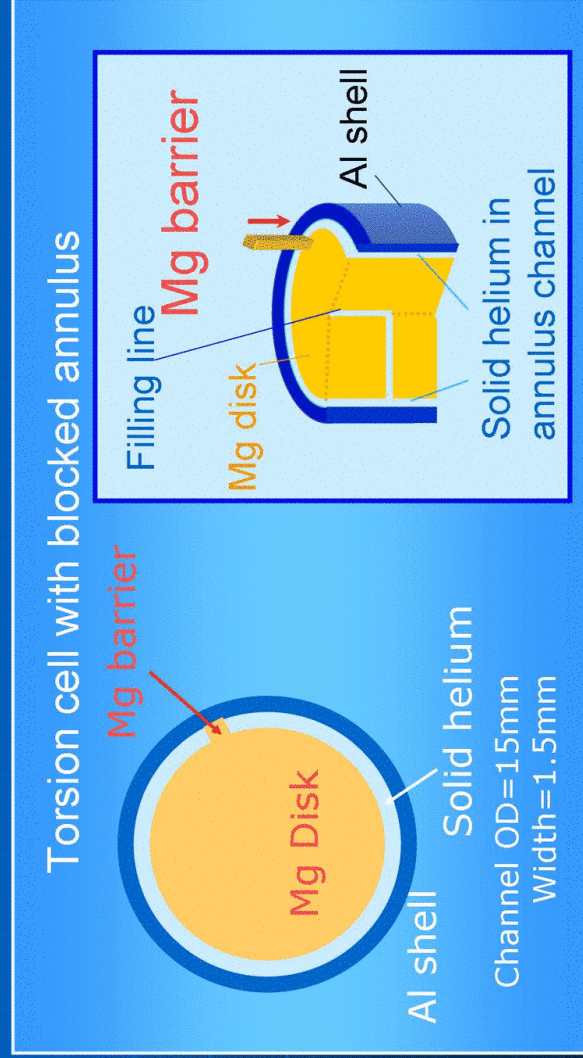 Torsion cell with blocked annulus
Mg barrier
Mg Disk
Al shell
Solid helium
Channel OD=15mm
Width=1.5mm
Filling line
Mg barrier
Mg disk
Al shell
Solid helium in
annulus channel